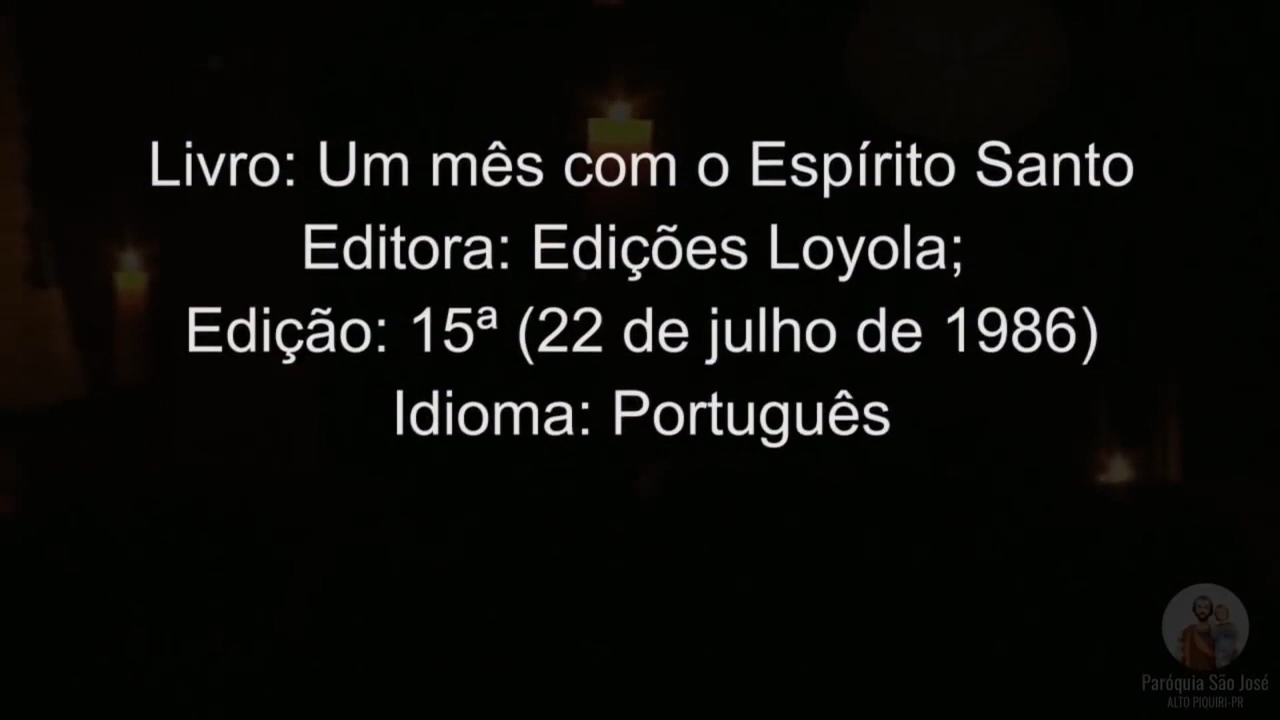 Livro: Um mês com o Espírito Santo
Editora: Edições Loyola;
Edição: 15ª (22 de julho de 1986)
Idioma: Português
Paróquia São José
ALTO PIQUIRI-PR